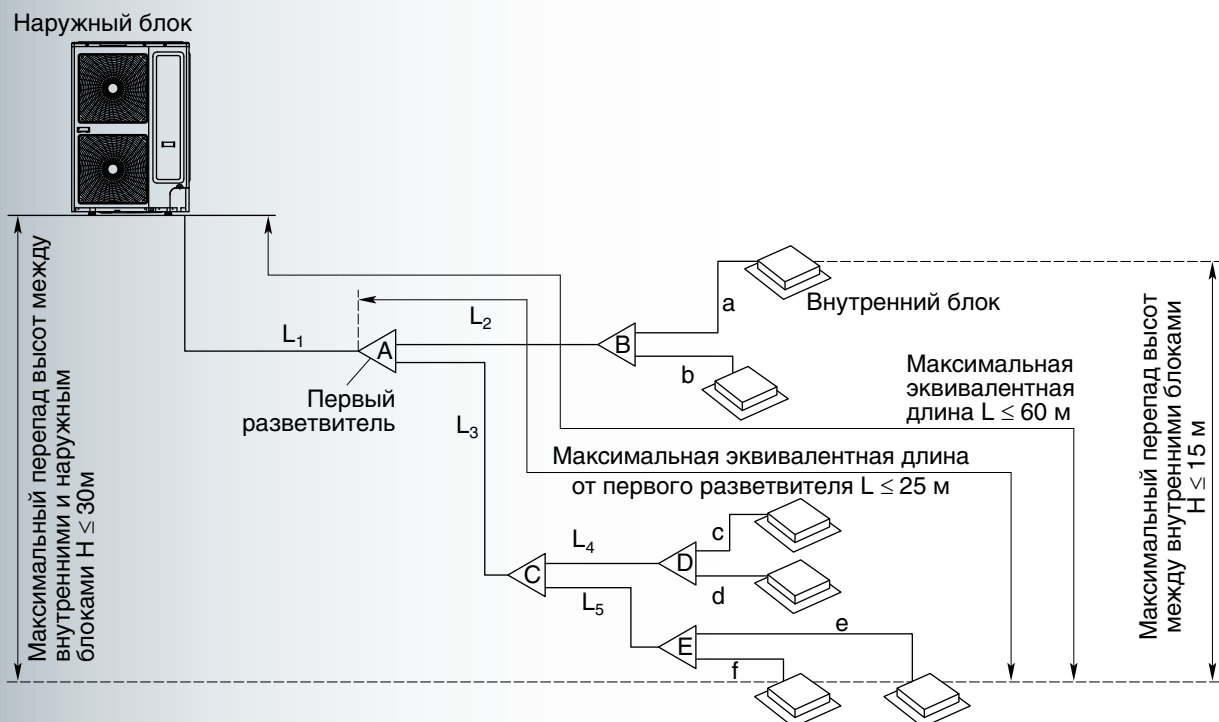 Наружный блок
Максимальный перепад высот между
внутренними и наружным
блоками H ≤ 30м
L1
A
Первый
разветвитель
L2
L3
B
a
b
Внутренний блок
Максимальная
эквивалентная
длина L ≤ 60 м
Максимальная эквивалентная длина
от первого разветвителя L ≤ 25 м
C
L4
L5
D
c
d
E
e
f
Максимальный перепад высот
между внутренними блоками
H ≤ 15 м